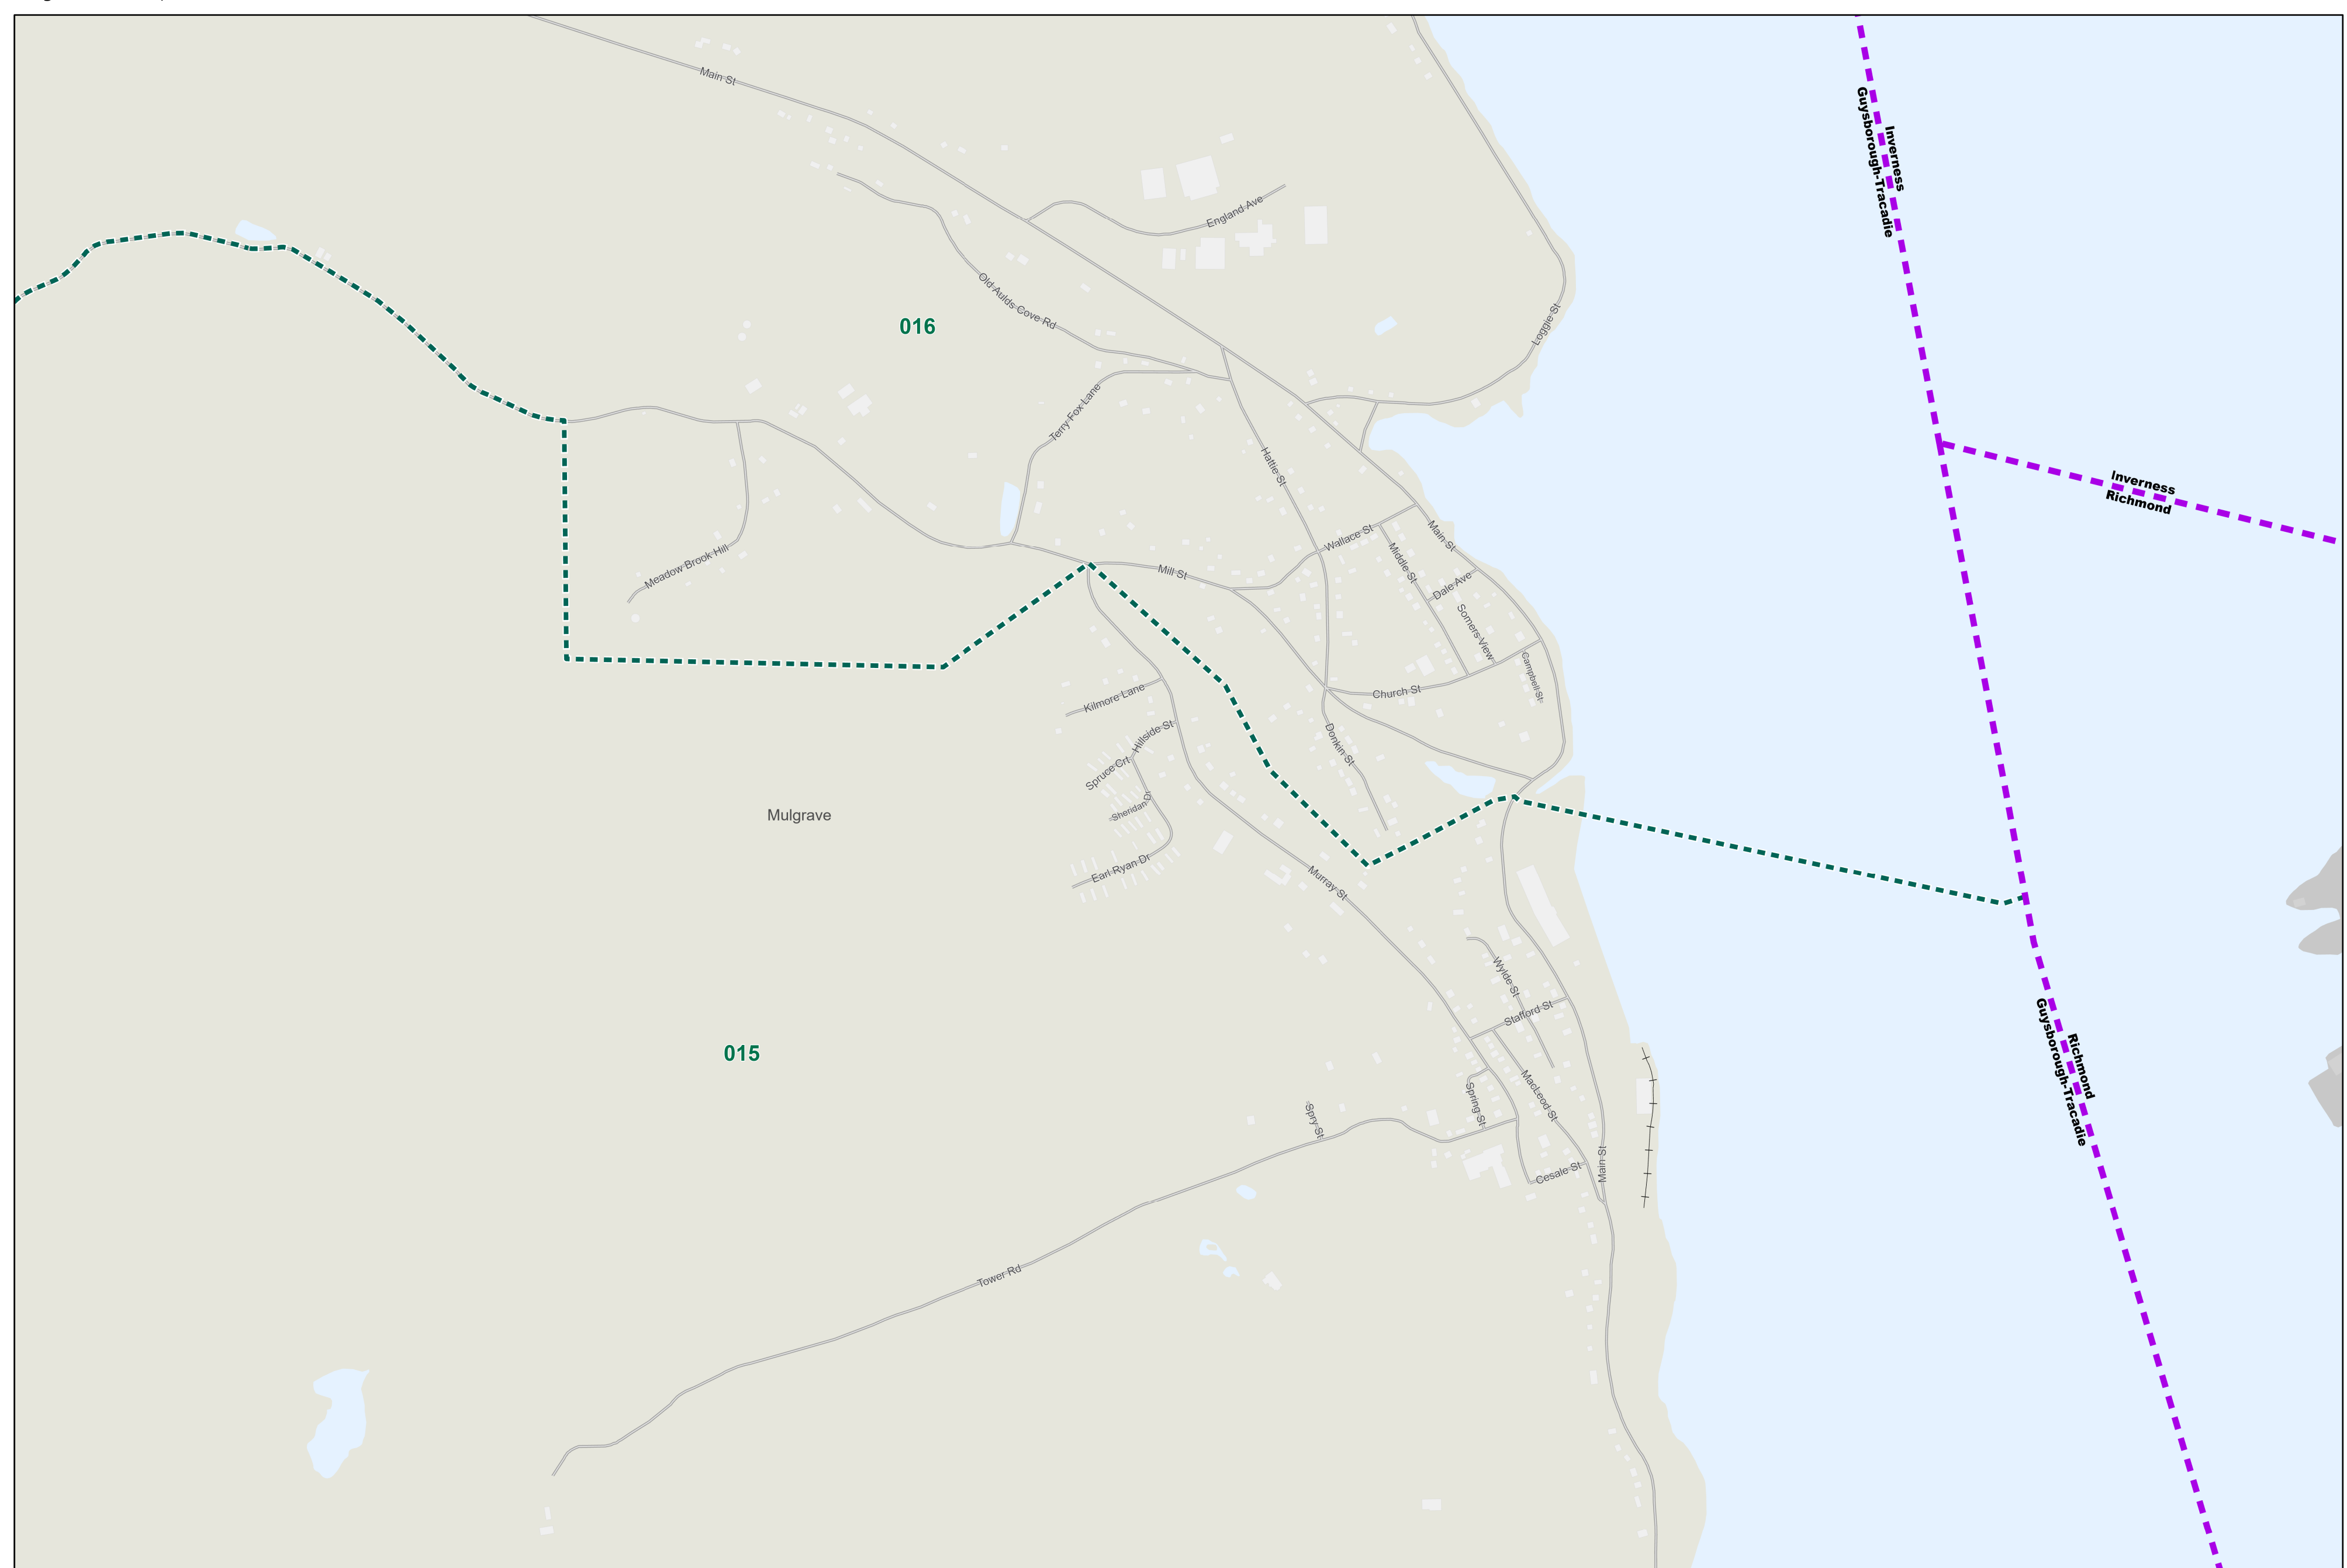 Main St
England Ave
Inverness
Guysborough-Tracadie
Old Aulds Cove Rd
016
Loggie St
Terry Fox Lane
Hattie St
Inverness
Richmond
Wallace St
Main St
Middle St
Meadow Brook Hill
Mill St
Dale Ave
Somers View
Campbell St
Kilmore Lane
Church St
Hillside St
Donkin St
Spruce Crt
Sheridan Dr
Mulgrave
Earl Ryan Dr
Murray St
Wylde St
Stafford St
015
Richmond
Guysborough-Tracadie
MacLeod St
Spring St
Spry St
Main St
Cesale St
Tower Rd